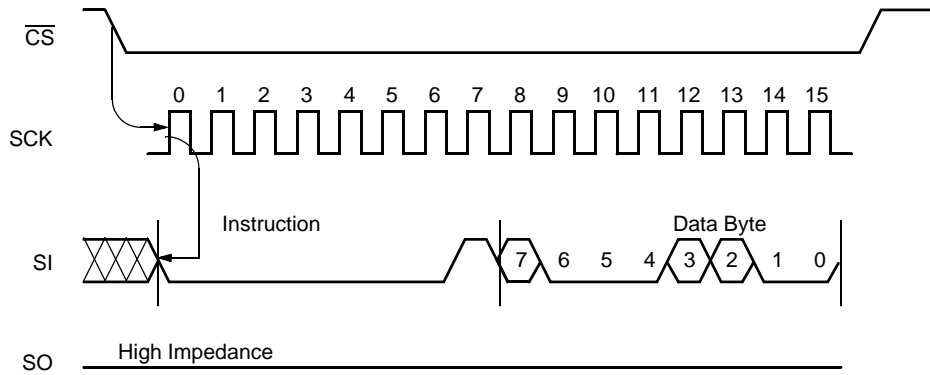 CS
0 1 2 3 4 5 6 7 8 9 10 11 12 13 14 15
SCK
Instruction
Data Byte
SI
7 6 5 4 3 2 1 0
High Impedance
SO